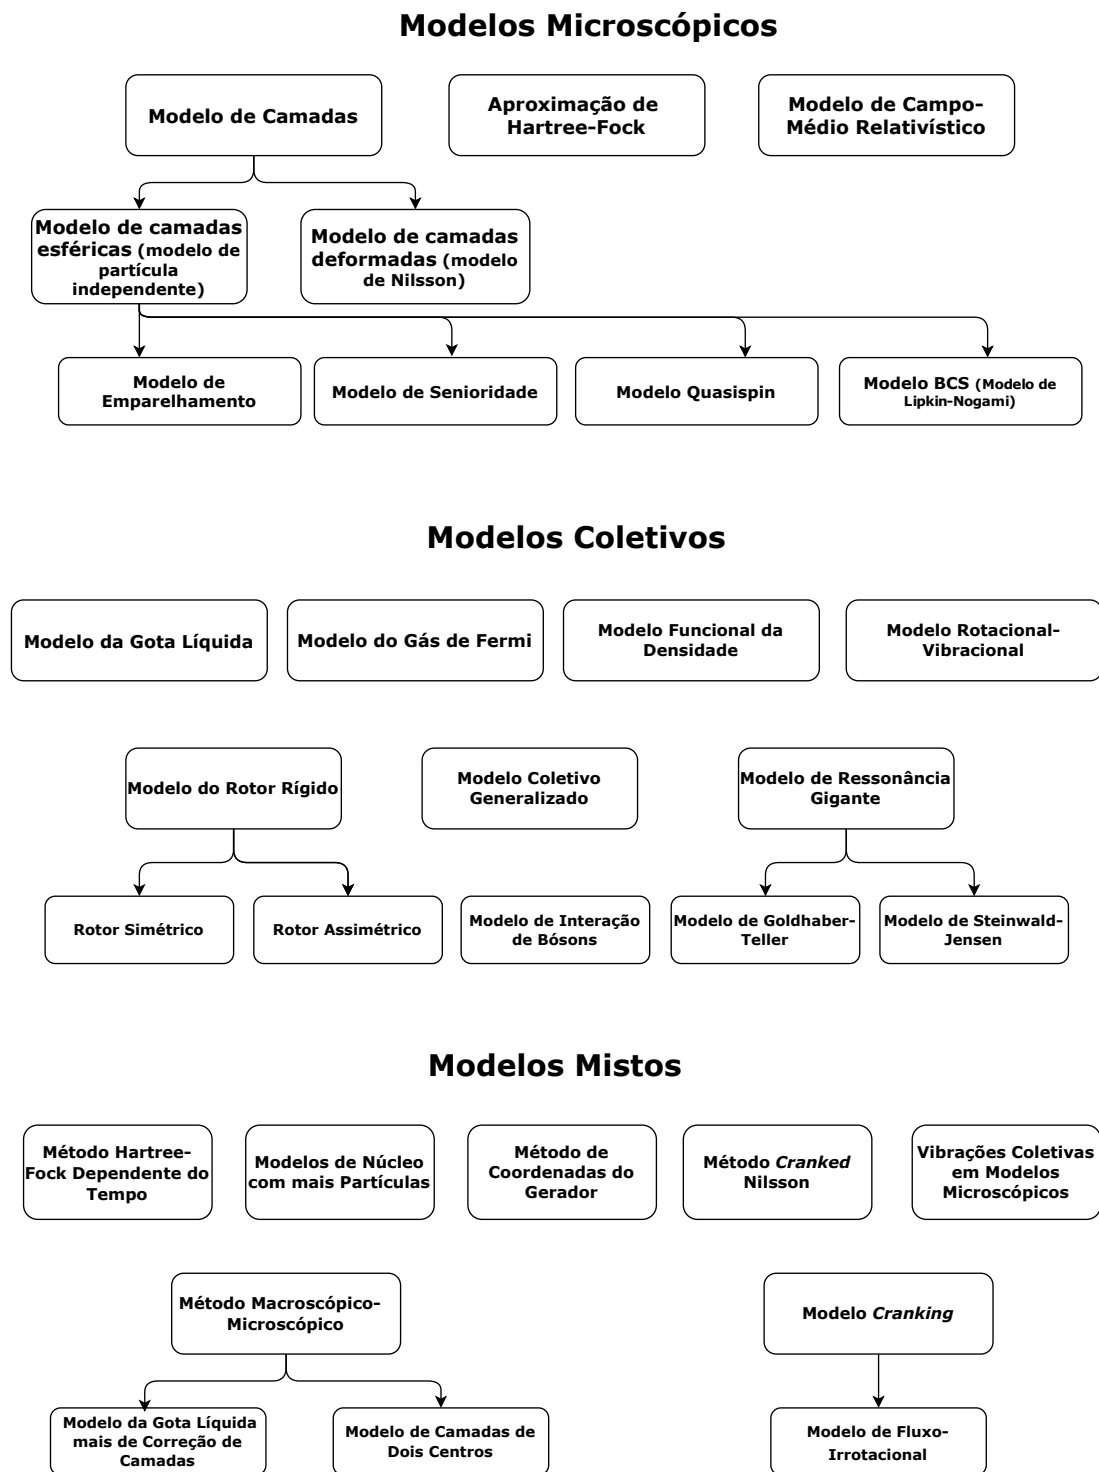 Modelos Microscópicos
Modelo de Camadas
Aproximação de
Hartree-Fock
Modelo de Campo-
Médio Relativístico
Modelo de camadas
esféricas (modelo de
partícula
independente)
Modelo de camadas
deformadas (modelo
de Nilsson)
Modelo de
Emparelhamento
Modelo de Senioridade
Modelo Quasispin
Modelo BCS (Modelo de
Lipkin-Nogami)
Modelos Coletivos
Modelo da Gota Líquida
Modelo do Gás de Fermi
Modelo Funcional da
Densidade
Modelo Rotacional-
Vibracional
Modelo do Rotor Rígido
Modelo Coletivo
Generalizado
Modelo de Ressonância
Gigante
Rotor Simétrico
Rotor Assimétrico
Modelo de Interação
de Bósons
Modelo de Goldhaber-
Teller
Modelo de Steinwald-
Jensen
Modelos Mistos
Método Hartree-
Fock Dependente do
Tempo
Modelos de Núcleo
com mais Partículas
Método de
Coordenadas do
Gerador
Método Cranked
Nilsson
Vibrações Coletivas
em Modelos
Microscópicos
Método Macroscópico-
Microscópico
Modelo Cranking
Modelo da Gota Líquida
mais de Correção de
Camadas
Modelo de Camadas de
Dois Centros
Modelo de Fluxo-
Irrotacional